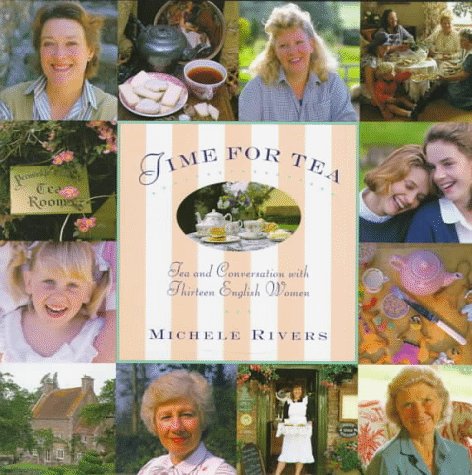 TIME FOR TEA
Tea
Rooms
Tea and Conversation with
Thirteen English Women
MICHELE RIVERS